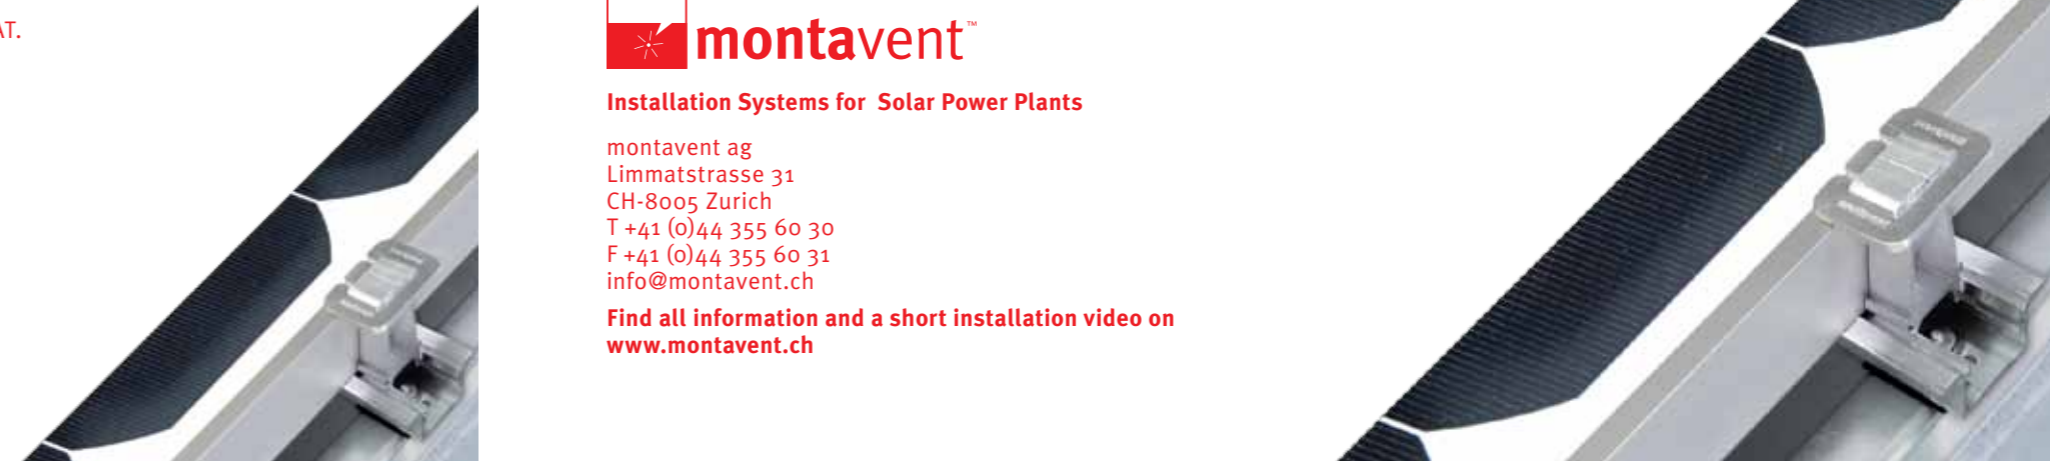 AT.
montavent™
Installation Systems for Solar Power Plants
montavent ag
Limmatstrasse 31
CH-8005 Zurich
T +41 (0)44 355 60 30
F +41 (0)44 355 60 31
info@montavent.ch
Find all information and a short installation video on
www.montavent.ch